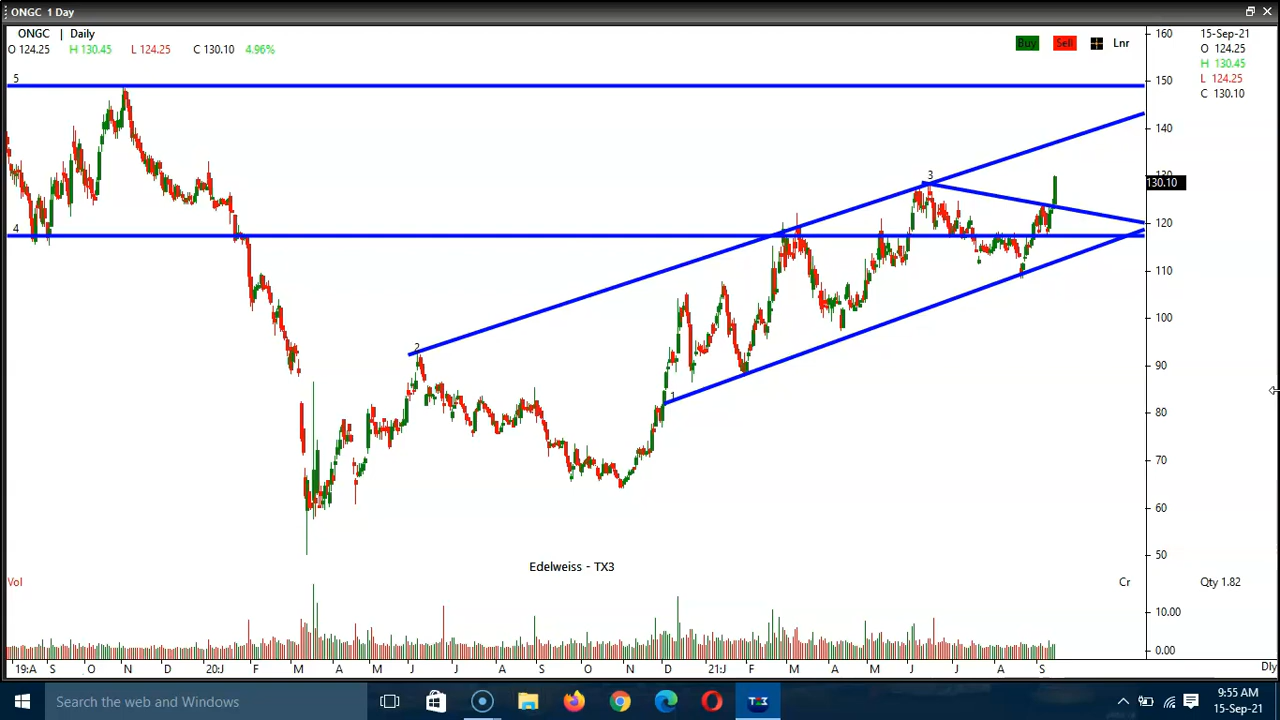 ONGC 1 Day
ONGC | Daily
O 124.25 H 130.45 L 124.25 C 130.10 4.96%
Buy Sell Lnr
15-Sep-21
O 124.25
H 130.45
L 124.25
C 130.10
160
5
150
140
3
130
130.10
4
120
110
100
2
90
1
80
70
60
50
Edelweiss - TX3
Vol
Cr
Qty 1.82
10.00
0.00
19:A S O N D 20:J F M A M J J A S O N D 21:J F M A M J J A S
Dly
Search the web and Windows
9:55 AM
15-Sep-21